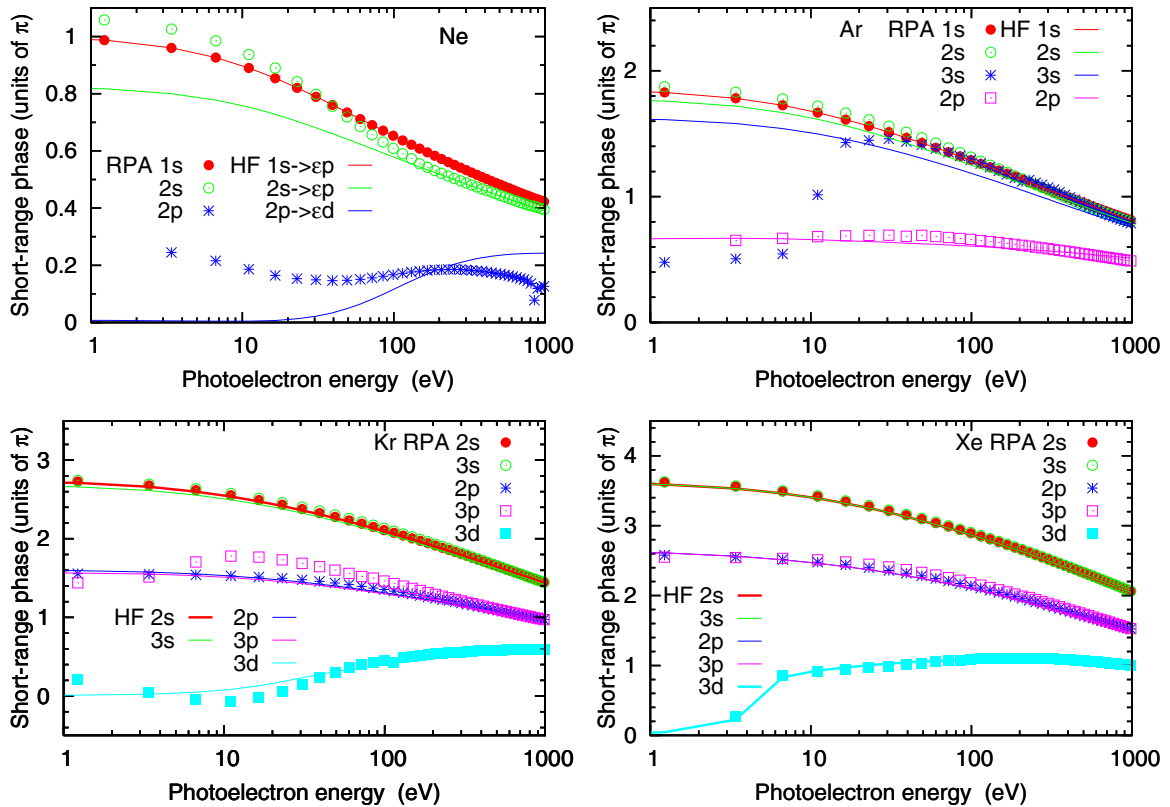 Short-range phase (units of π)
1
0.8
0.6
0.4
0.2
0
Ne
RPA 1s HF 1s->εp
2s 2s->εp
2p 2p->εd
1 10 100 1000
Photoelectron energy (eV)
Short-range phase (units of π)
2
1
0
Ar RPA 1s HF 1s
2s 2s
3s 3s
2p 2p
1 10 100 1000
Photoelectron energy (eV)
Short-range phase (units of π)
3
2
1
0
Kr RPA 2s
3s
2p
3p
3d
HF 2s 2p
3s 3p
3d
1 10 100 1000
Photoelectron energy (eV)
Short-range phase (units of π)
4
3
2
1
0
Xe RPA 2s
3s
2p
3p
3d
HF 2s
3s
2p
3p
3d
1 10 100 1000
Photoelectron energy (eV)